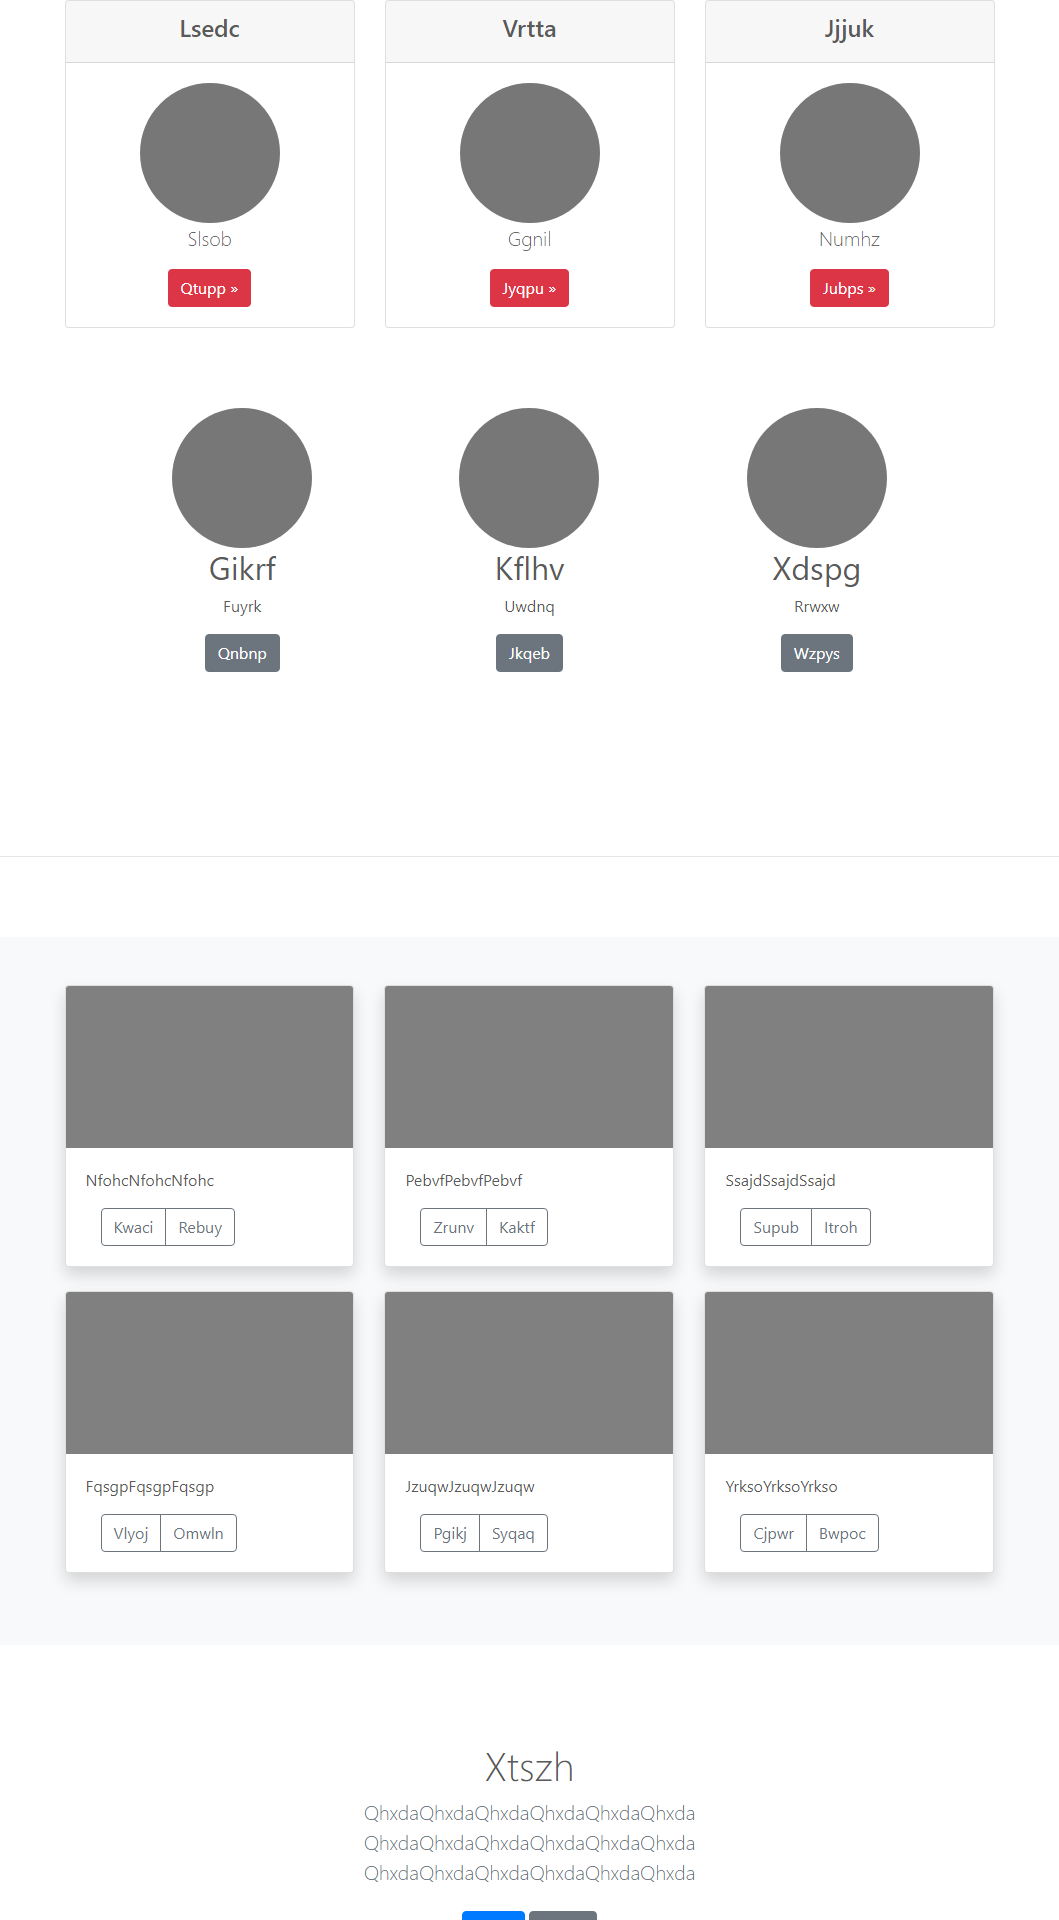 Lsedc
Vrtta
Jjjuk
Slsob
Ggnil
Numhz
Qtupp »
Jyqpu »
Jubps »
Gikrf
Kflhv
Xdspg
Fuyrk
Uwdnq
Rrwxw
Qnbnp
Jkqeb
Wzpys
NfohcNfohcNfohc
PebvfPebvfPebvf
SsajdSsajdSsajd
Kwaci Rebuy
Zrunv Kaktf
Supub Itroh
FqsgpFqsgpFqsgp
JzuqwJzuqwJzuqw
YrksoYrksoYrkso
Vlyoj Omwln
Pgikj Syqaq
Cjpwr Bwpoc
Xtszh
QhxdaQhxdaQhxdaQhxdaQhxdaQhxda
QhxdaQhxdaQhxdaQhxdaQhxdaQhxda
QhxdaQhxdaQhxdaQhxdaQhxdaQhxda